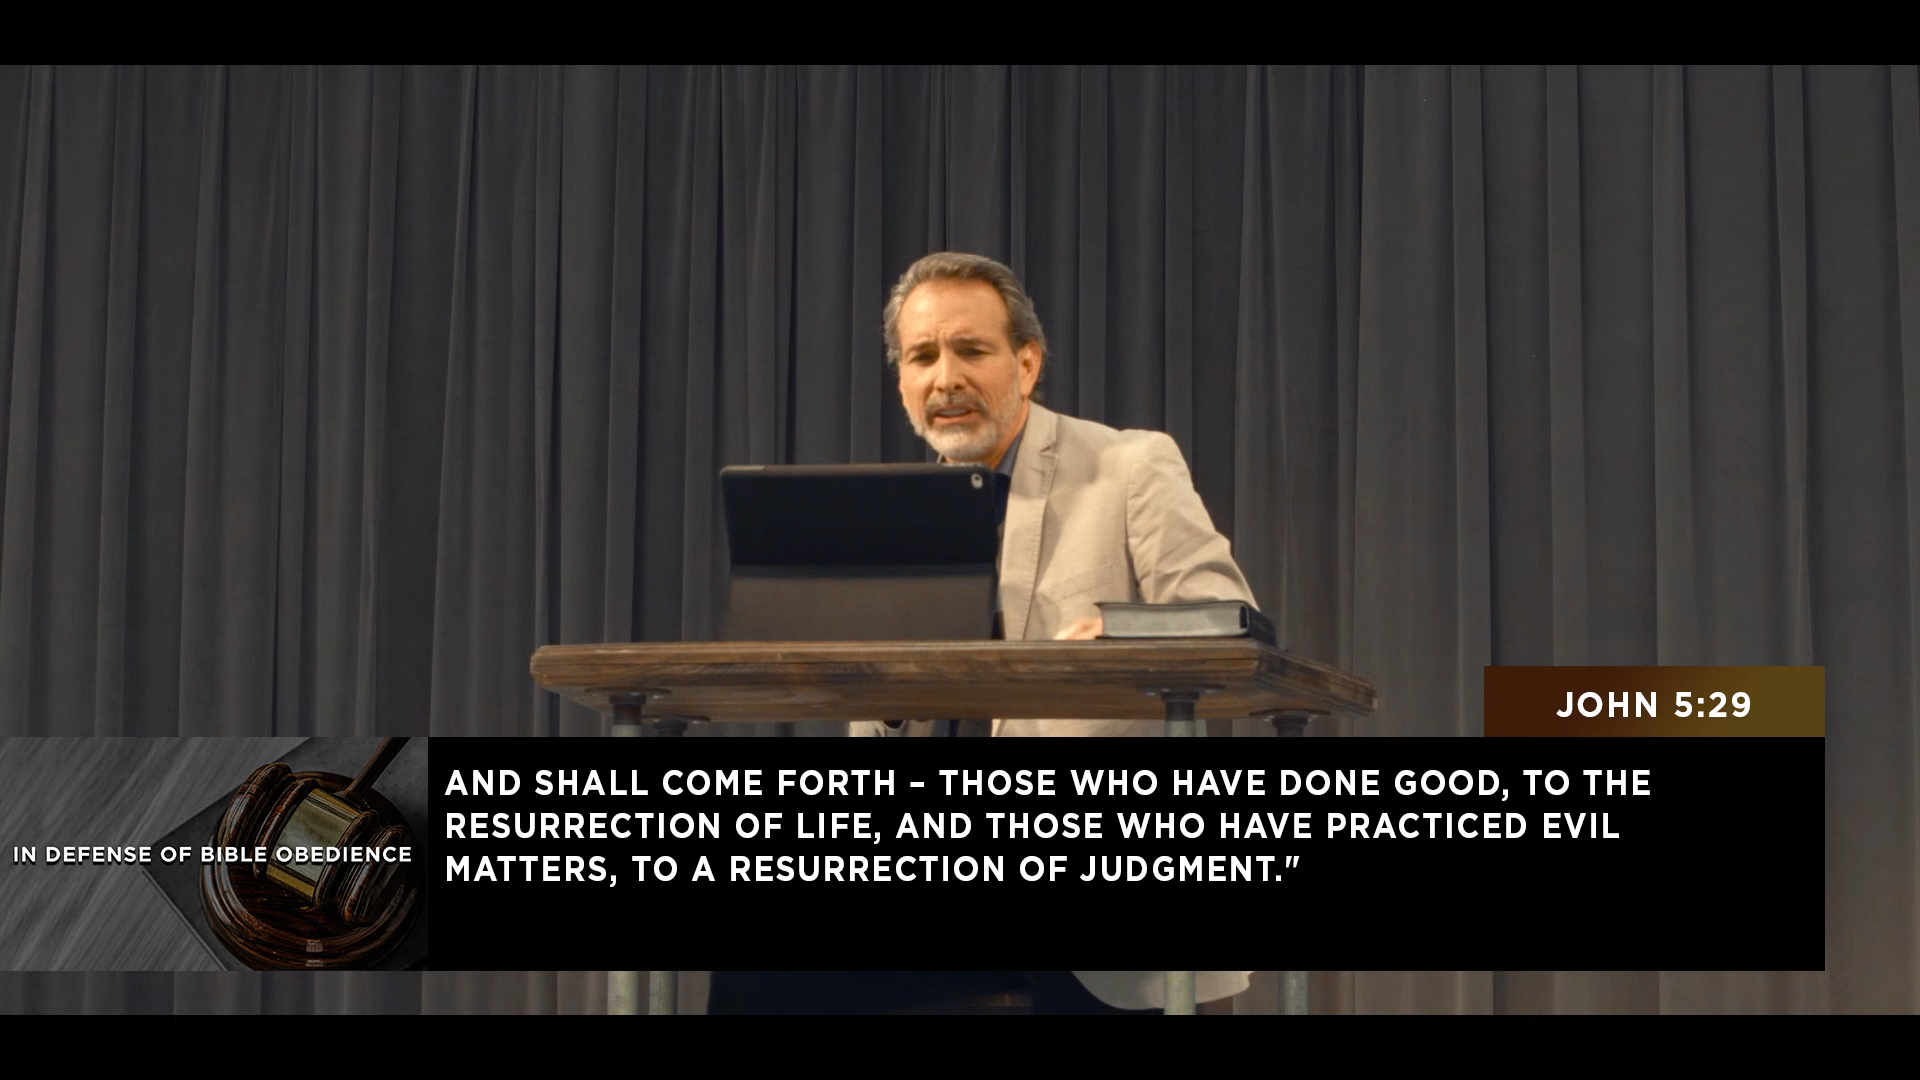 JOHN 5:29
IN DEFENSE OF BIBLE OBEDIENCE
AND SHALL COME FORTH – THOSE WHO HAVE DONE GOOD, TO THE
RESURRECTION OF LIFE, AND THOSE WHO HAVE PRACTICED EVIL
MATTERS, TO A RESURRECTION OF JUDGMENT."